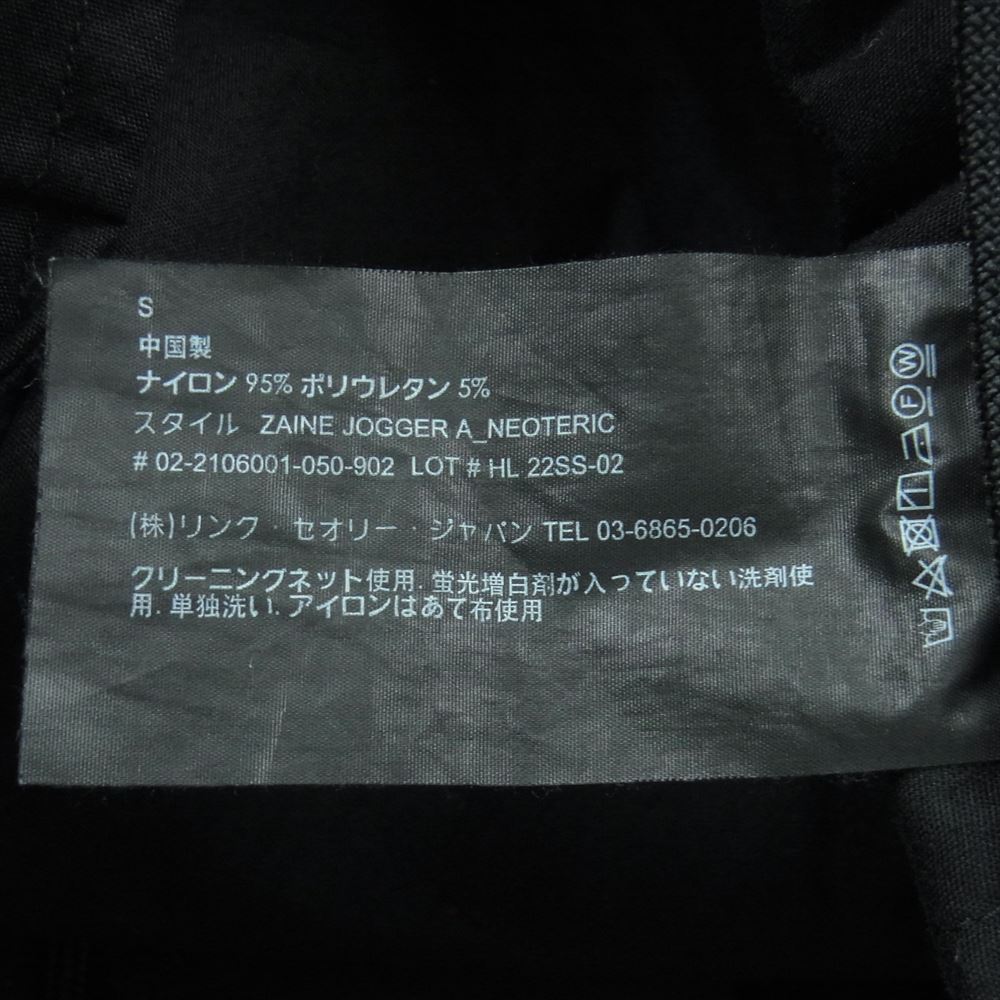 S
中国製
ナイロン 95% ポリウレタン 5%
スタイル ZAINE JOGGER A_NEOTERIC
# 02-2106001-050-902 LOT # HL 22SS-02
(株)リンク・セオリー・ジャパン TEL 03-6865-0206
クリーニングネット使用. 蛍光増白剤が入っていない洗剤使
用. 単独洗い. アイロンはあて布使用
W
F